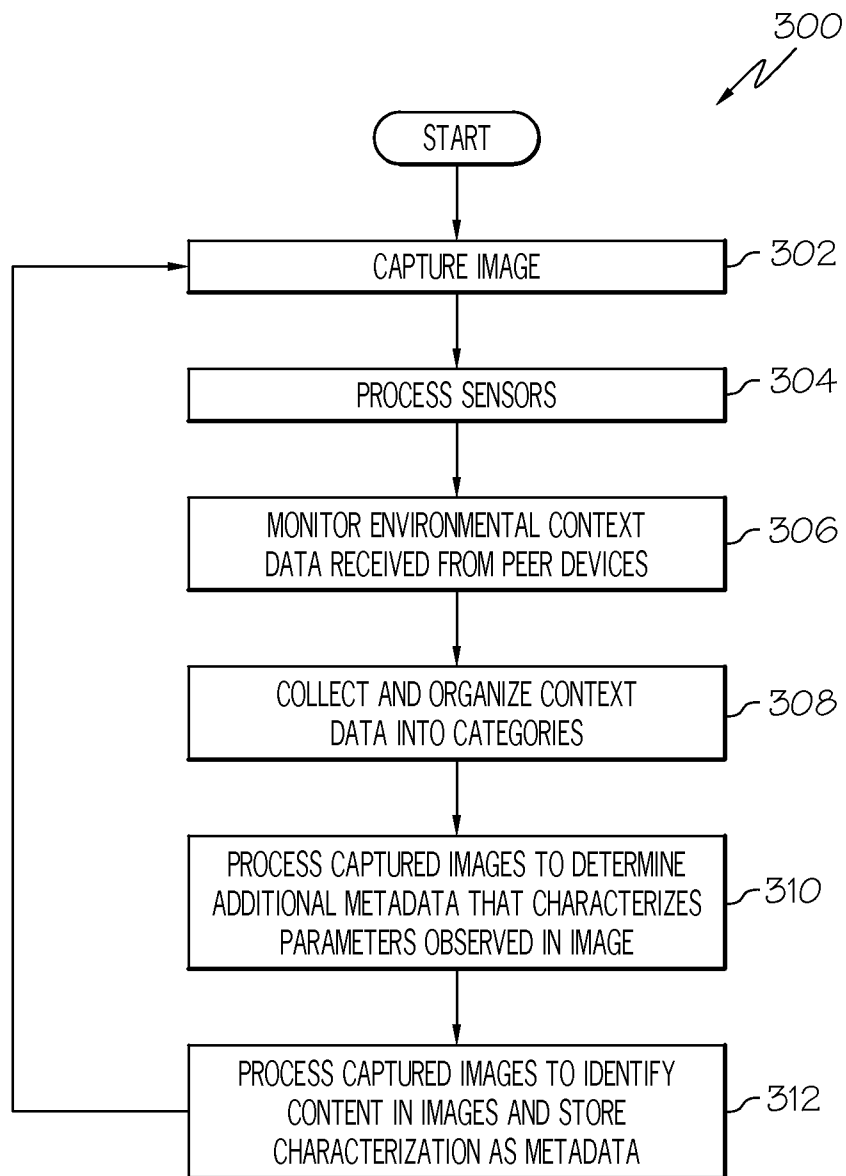 300
START
CAPTURE IMAGE
302
PROCESS SENSORS
304
MONITOR ENVIRONMENTAL CONTEXT
DATA RECEIVED FROM PEER DEVICES
306
COLLECT AND ORGANIZE CONTEXT
DATA INTO CATEGORIES
308
PROCESS CAPTURED IMAGES TO DETERMINE
ADDITIONAL METADATA THAT CHARACTERIZES
PARAMETERS OBSERVED IN IMAGE
310
PROCESS CAPTURED IMAGES TO IDENTIFY
CONTENT IN IMAGES AND STORE
CHARACTERIZATION AS METADATA
312